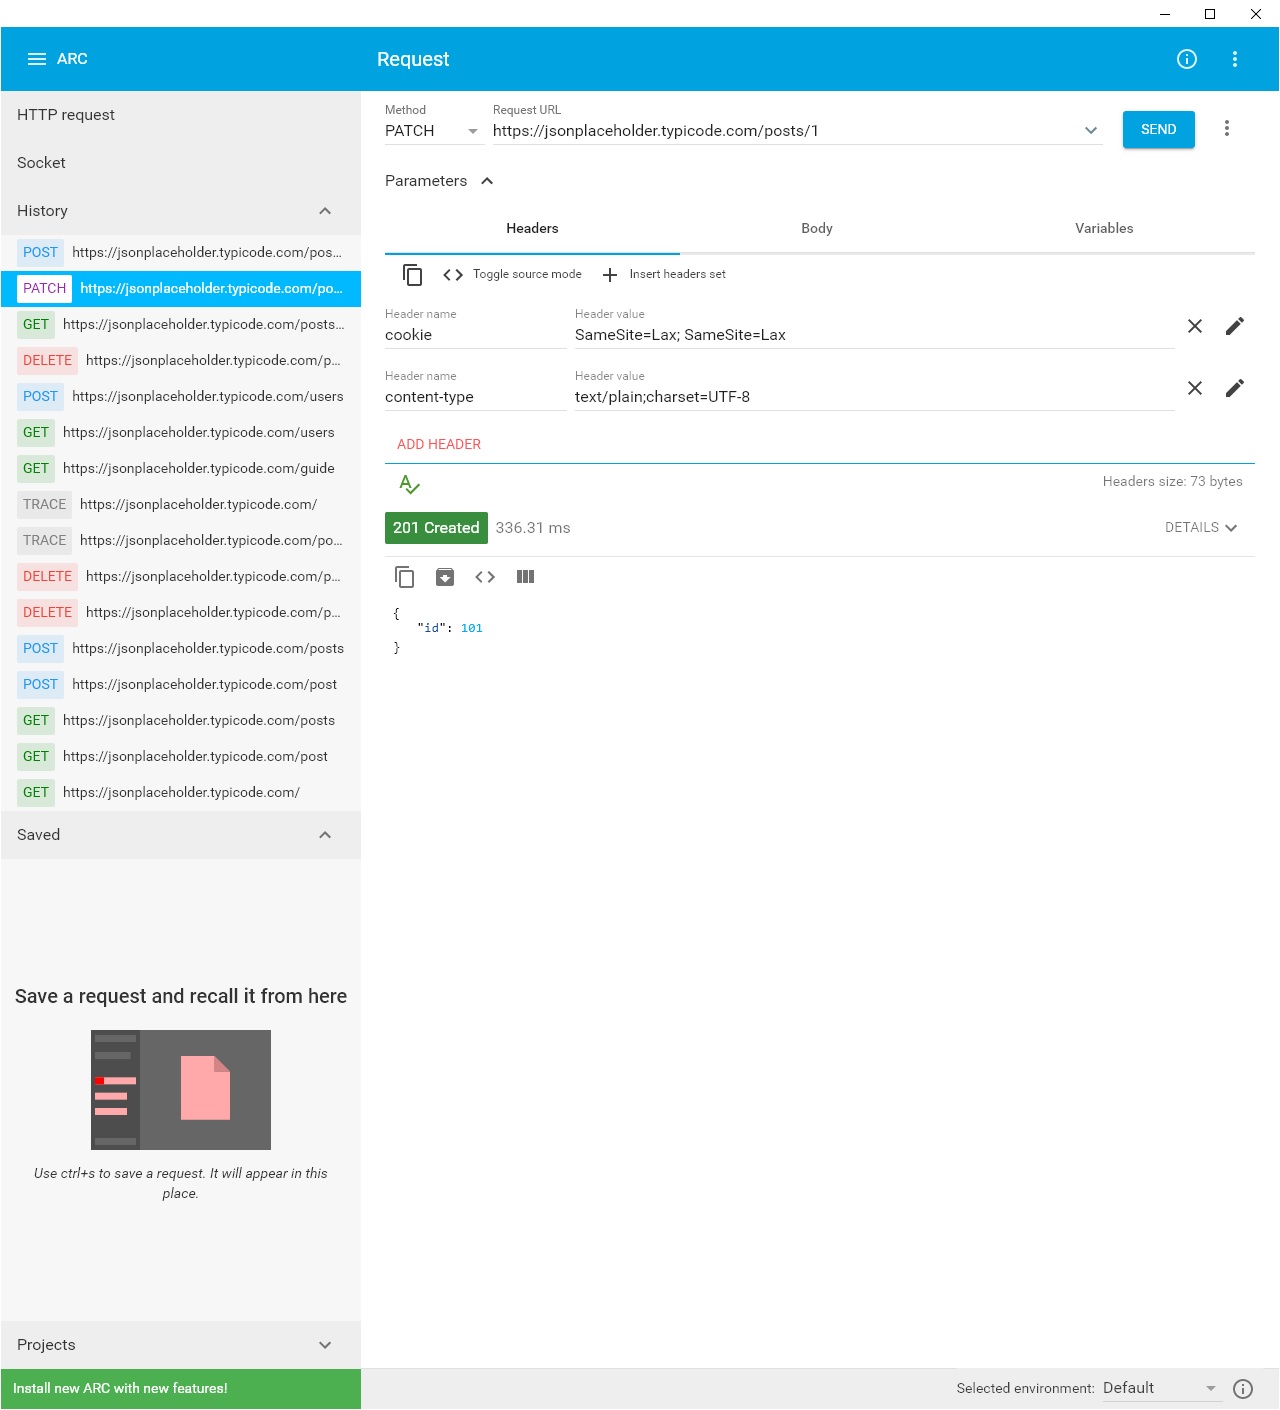 ARC
Request
HTTP request
Socket
History
POST https://jsonplaceholder.typicode.com/pos...
PATCH https://jsonplaceholder.typicode.com/po...
GET https://jsonplaceholder.typicode.com/posts...
DELETE https://jsonplaceholder.typicode.com/p...
POST https://jsonplaceholder.typicode.com/users
GET https://jsonplaceholder.typicode.com/users
GET https://jsonplaceholder.typicode.com/guide
TRACE https://jsonplaceholder.typicode.com/
TRACE https://jsonplaceholder.typicode.com/po...
DELETE https://jsonplaceholder.typicode.com/p...
DELETE https://jsonplaceholder.typicode.com/p...
POST https://jsonplaceholder.typicode.com/posts
POST https://jsonplaceholder.typicode.com/post
GET https://jsonplaceholder.typicode.com/posts
GET https://jsonplaceholder.typicode.com/post
GET https://jsonplaceholder.typicode.com/
Saved
Save a request and recall it from here
Use ctrl+s to save a request. It will appear in this
place.
Projects
Install new ARC with new features!
Method Request URL
PATCH https://jsonplaceholder.typicode.com/posts/1
SEND
Parameters
Headers Body Variables
Toggle source mode Insert headers set
Header name Header value
cookie SameSite=Lax; SameSite=Lax
Header name Header value
content-type text/plain;charset=UTF-8
ADD HEADER
Headers size: 73 bytes
201 Created 336.31 ms DETAILS
{
"id": 101
}
Selected environment: Default